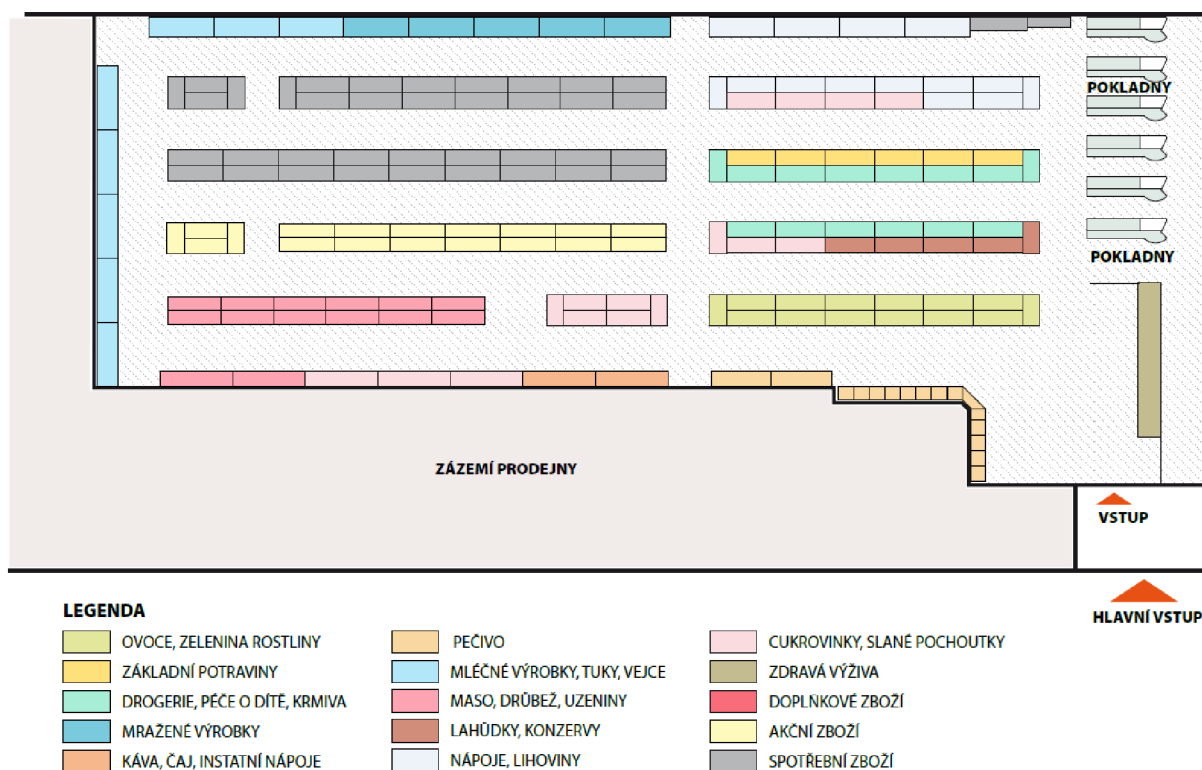 POKLADNY
POKLADNY
ZÁZEMÍ PRODEJNY
VSTUP
HLAVNÍ VSTUP
LEGENDA
OVOCE, ZELENINA ROSTLINY
ZÁKLADNÍ POTRAVINY
DROGERIE, PÉČE O DÍTĚ, KRMIVA
MRAŽENÉ VÝROBKY
KÁVA, ČAJ, INSTATNÍ NÁPOJE
PEČIVO
MLÉČNÉ VÝROBKY, TUKY, VEJCE
MASO, DRŮBEŽ, UZENINY
LAHŮDKY, KONZERVY
NÁPOJE, LIHOVINY
CUKROVINKY, SLANÉ POCHOUTKY
ZDRAVÁ VÝŽIVA
DOPLŇKOVÉ ZBOŽÍ
AKČNÍ ZBOŽÍ
SPOTŘEBNÍ ZBOŽÍ